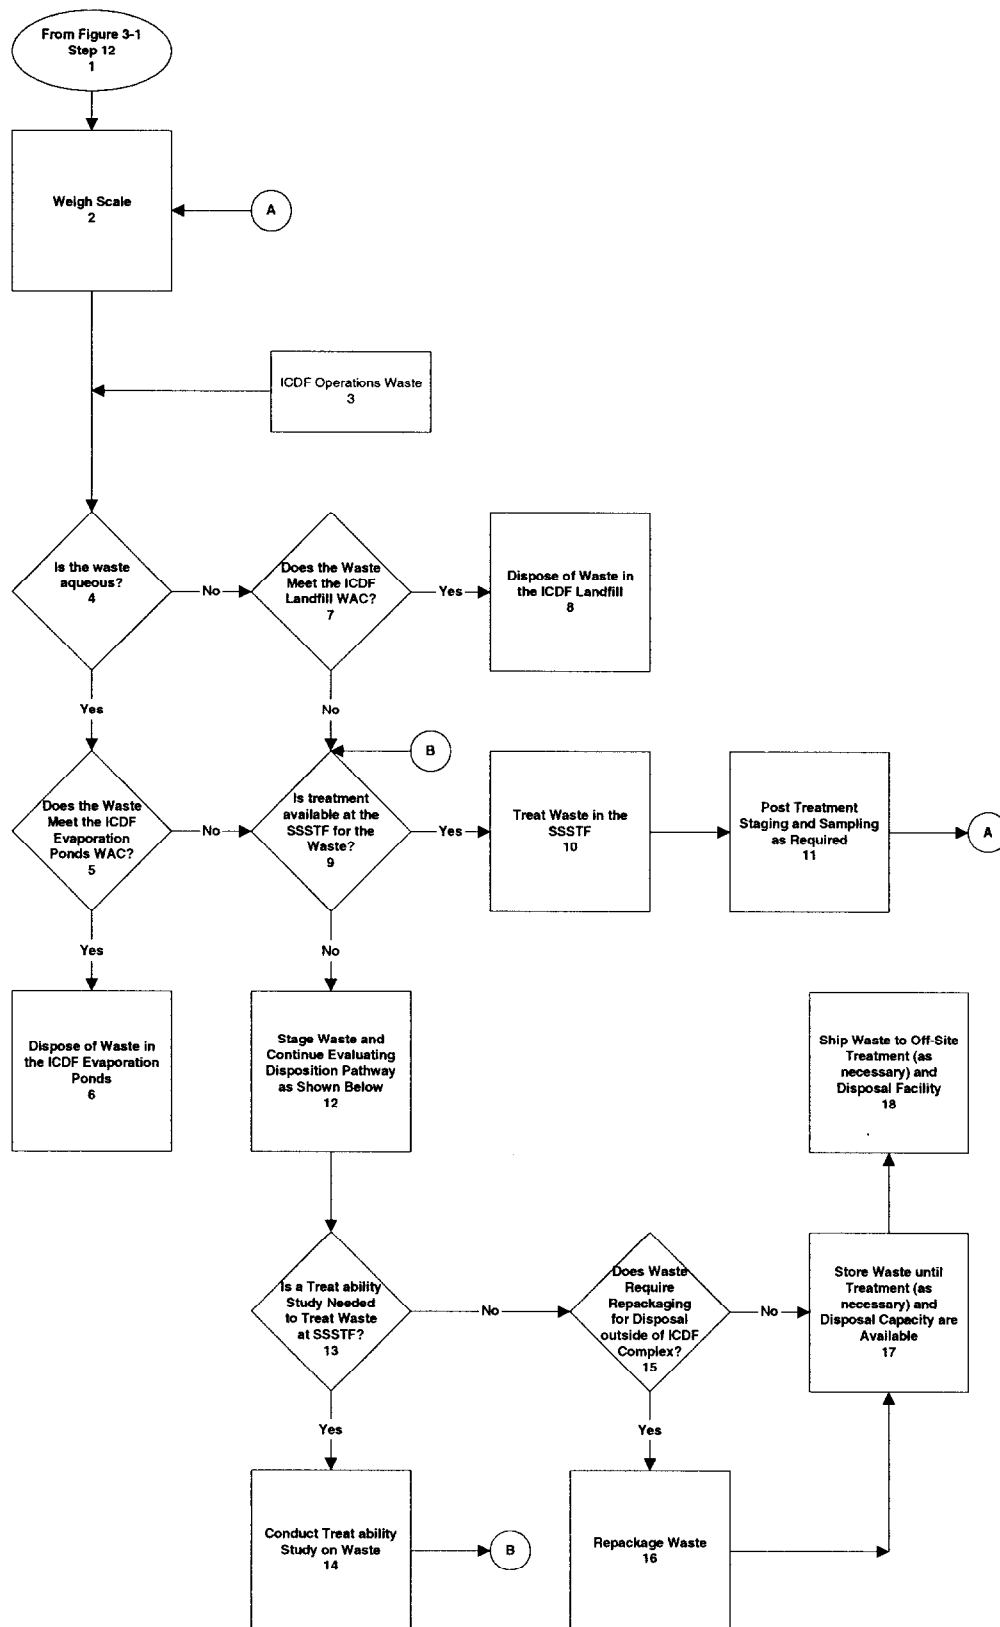 From Figure 3-1
Step 12
1
Weigh Scale
2
A
ICDF Operations Waste
3
Is the waste
aqueous?
4
No
Does the Waste
Meet the ICDF
Landfill WAC?
7
Yes
Dispose of Waste in
the ICDF Landfill
8
Yes
No
B
Does the Waste
Meet the ICDF
Evaporation
Ponds WAC?
5
No
Is treatment
available at the
SSSTF for the
Waste?
9
Yes
Treat Waste in the
SSSTF
10
Post Treatment
Staging and Sampling
as Required
11
A
Yes
No
Dispose of Waste in
the ICDF Evaporation
Ponds
6
Stage Waste and
Continue Evaluating
Disposition Pathway
as Shown Below
12
Ship Waste to Off-Site
Treatment (as
necessary) and
Disposal Facility
18
Is a Treat ability
Study Needed
to Treat Waste
at SSSTF?
13
No
Does Waste
Require
Repackaging
for Disposal
outside of ICDF
Complex?
15
No
Store Waste until
Treatment (as
necessary) and
Disposal Capacity are
Available
17
Yes
Yes
Conduct Treat ability
Study on Waste
14
B
Repackage Waste
16